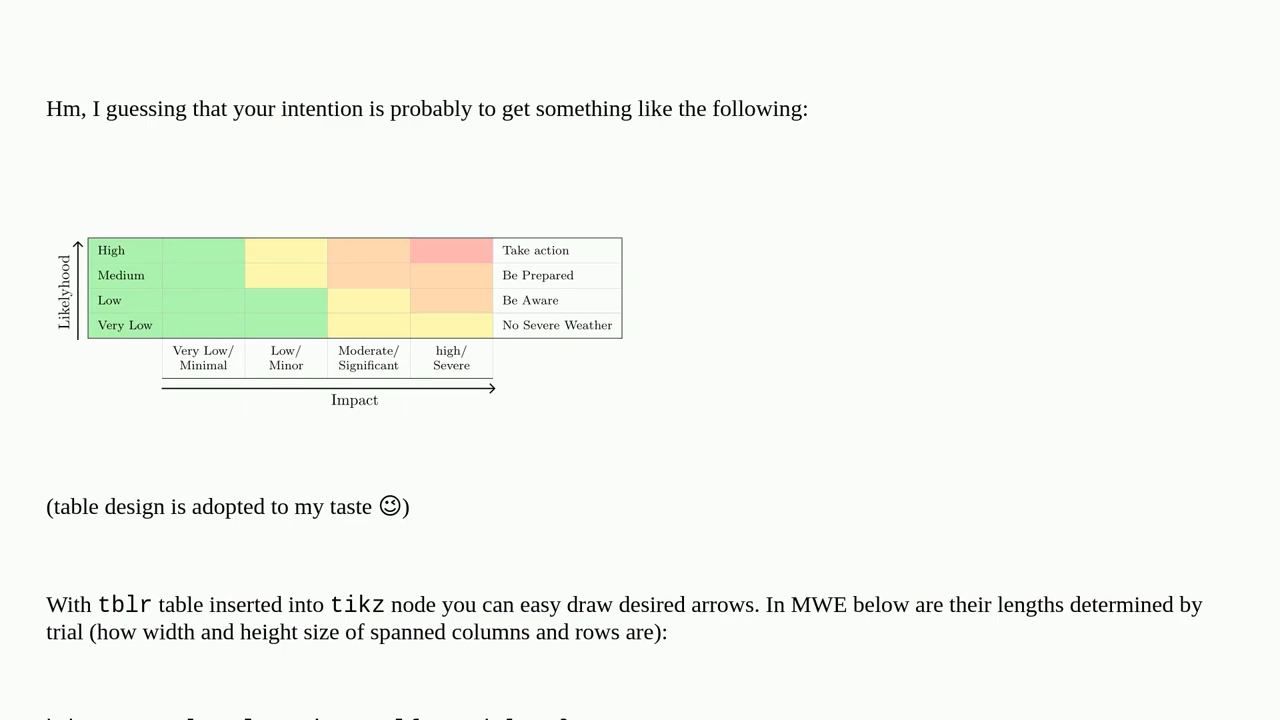 Hm, I guessing that your intention is probably to get something like the following:
Likelyhood
High Take action
Medium Be Prepared
Low Be Aware
Very Low No Severe Weather
Very Low/ Low/ Moderate/ high/
Minimal Minor Significant Severe
Impact
(table design is adopted to my taste 😉)
With tblr table inserted into tikz node you can easy draw desired arrows. In MWE below are their lengths determined by
trial (how width and height size of spanned columns and rows are):